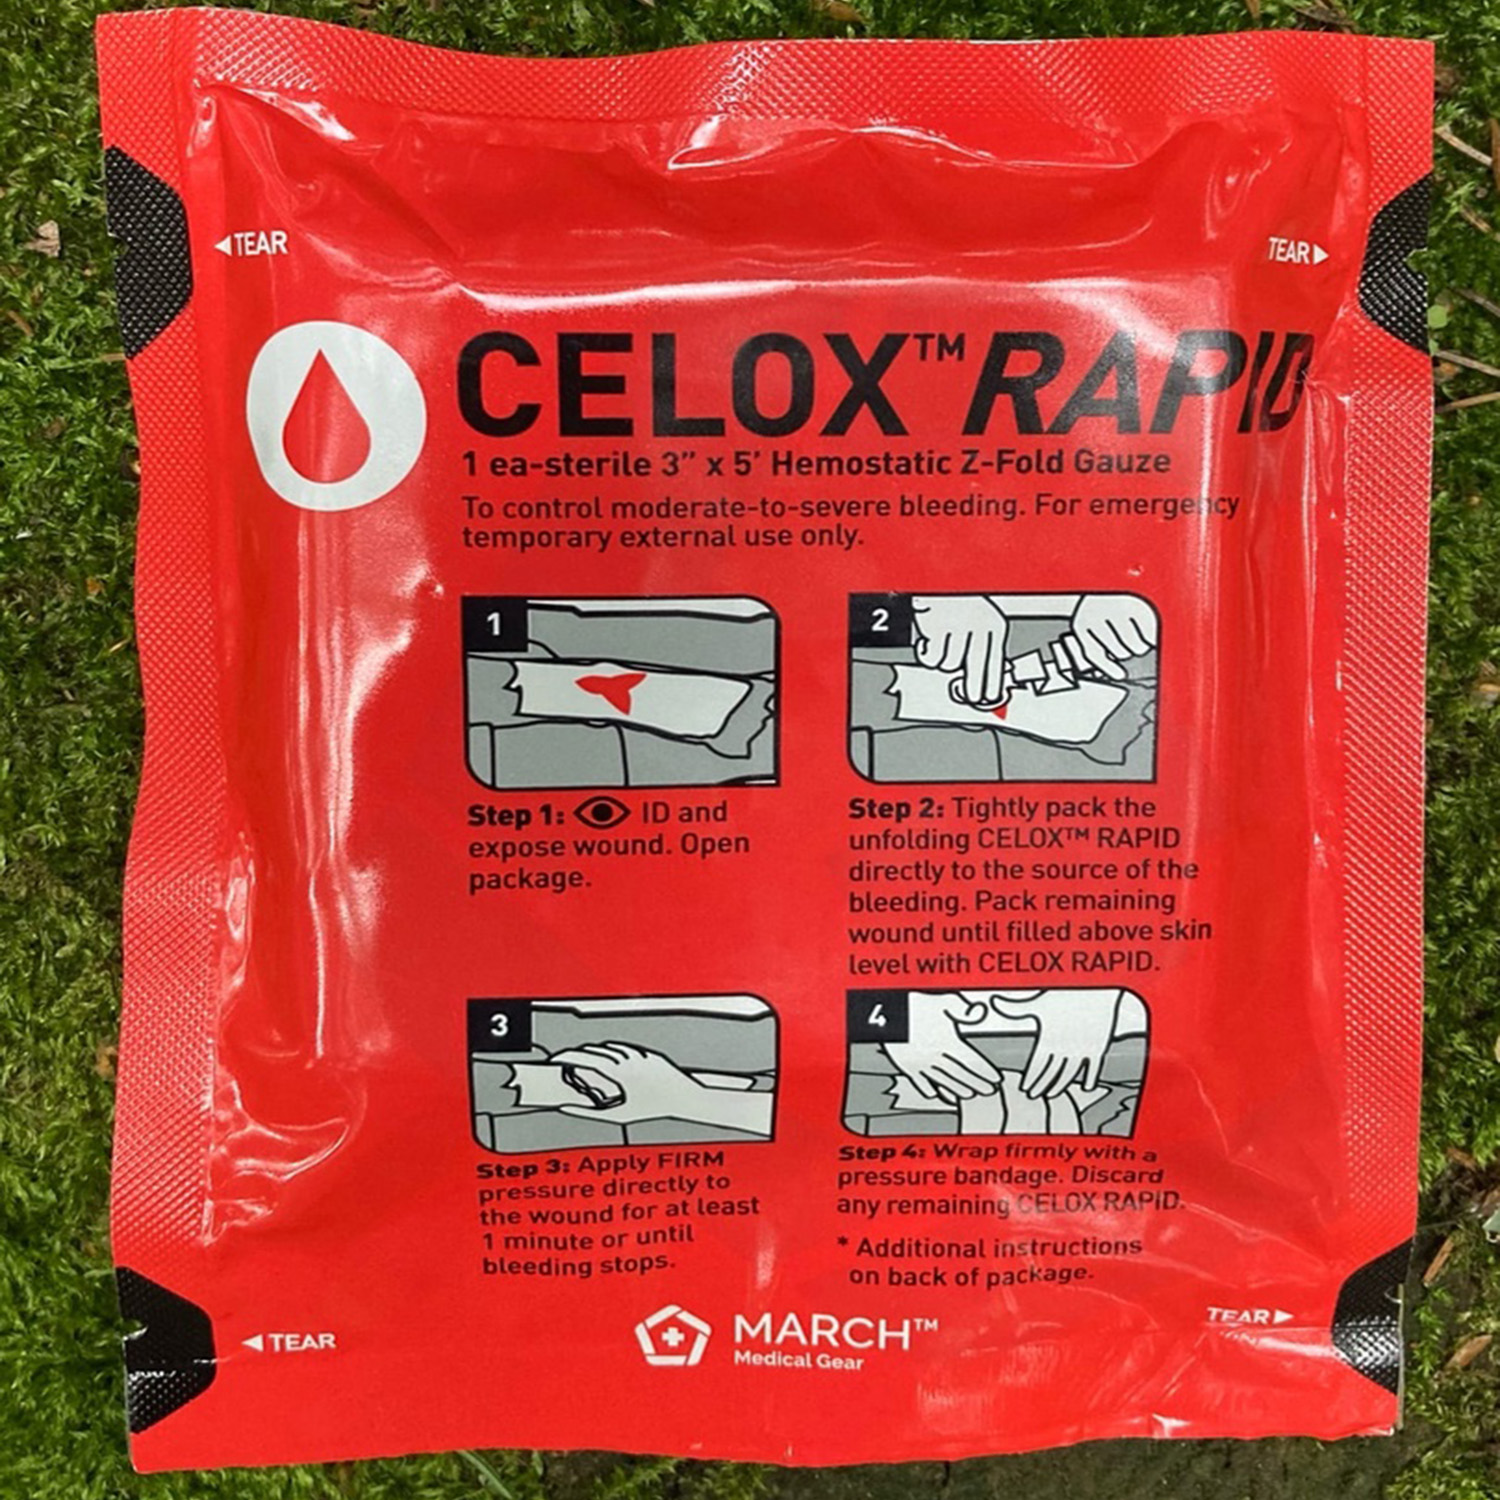 ◀TEAR
TEAR▶
CELOX™ RAPID
1 ea-sterile 3" x 5' Hemostatic Z-Fold Gauze
To control moderate-to-severe bleeding. For emergency
temporary external use only.
1
Step 1: ID and
expose wound. Open
package.
2
Step 2: Tightly pack the
unfolding CELOX™ RAPID
directly to the source of the
bleeding. Pack remaining
wound until filled above skin
level with CELOX RAPID.
3
Step 3: Apply FIRM
pressure directly to
the wound for at least
1 minute or until
bleeding stops.
4
Step 4: Wrap firmly with a
pressure bandage. Discard
any remaining CELOX RAPID.
* Additional instructions
on back of package.
◀TEAR
TEAR▶
MARCH™
Medical Gear